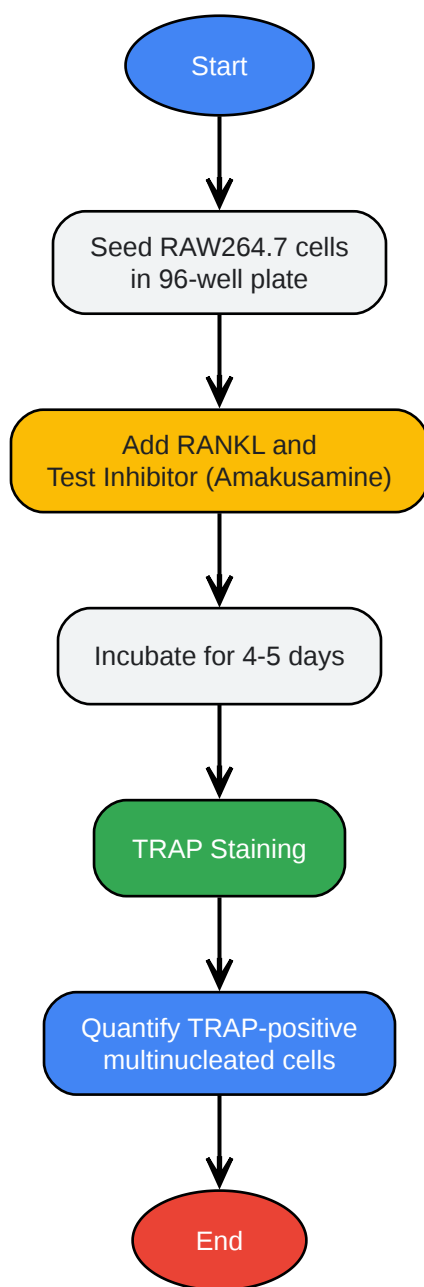 Start
Seed RAW264.7 cells
in 96-well plate
Add RANKL and
Test Inhibitor (Amakusamine)
Incubate for 4-5 days
TRAP Staining
Quantify TRAP-positive
multinucleated cells
End